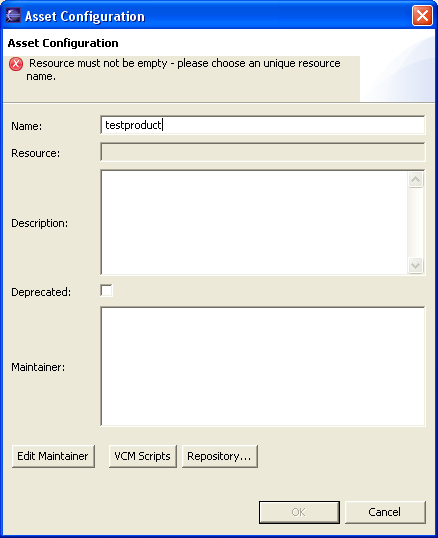 Asset Configuration
Asset Configuration
Resource must not be empty - please choose an unique resource
name.
Name: testproduct
Resource:
Description:
Deprecated:
Maintainer:
Edit Maintainer VCM Scripts Repository...
OK Cancel